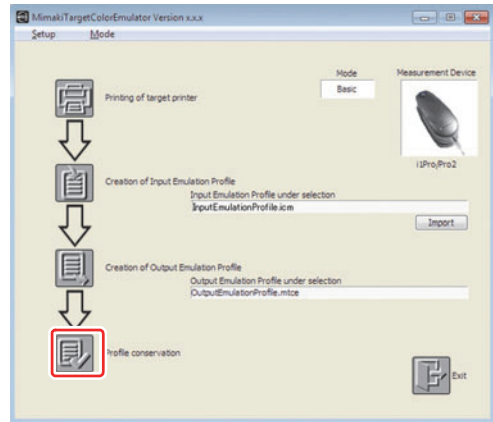 MimakiTargetColorEmulator Version x.x.x
Setup Mode
Mode
Measurement Device
Basic
Printing of target printer
i1Pro/Pro2
Creation of Input Emulation Profile
Input Emulation Profile under selection
InputEmulationProfile.icm
Import
Creation of Output Emulation Profile
Output Emulation Profile under selection
OutputEmulationProfile.mtce
Profile conservation
Exit